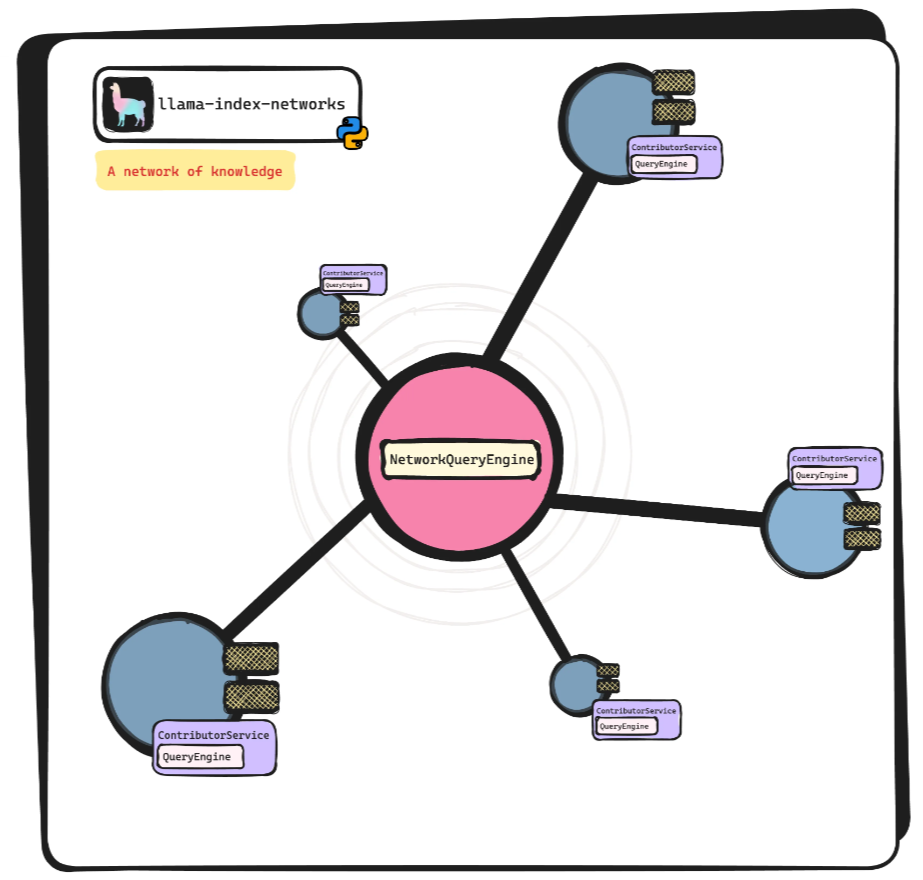 llama-index-networks
A network of knowledge
ContributorService
QueryEngine
ContributorService
QueryEngine
NetworkQueryEngine
ContributorService
QueryEngine
ContributorService
QueryEngine
ContributorService
QueryEngine